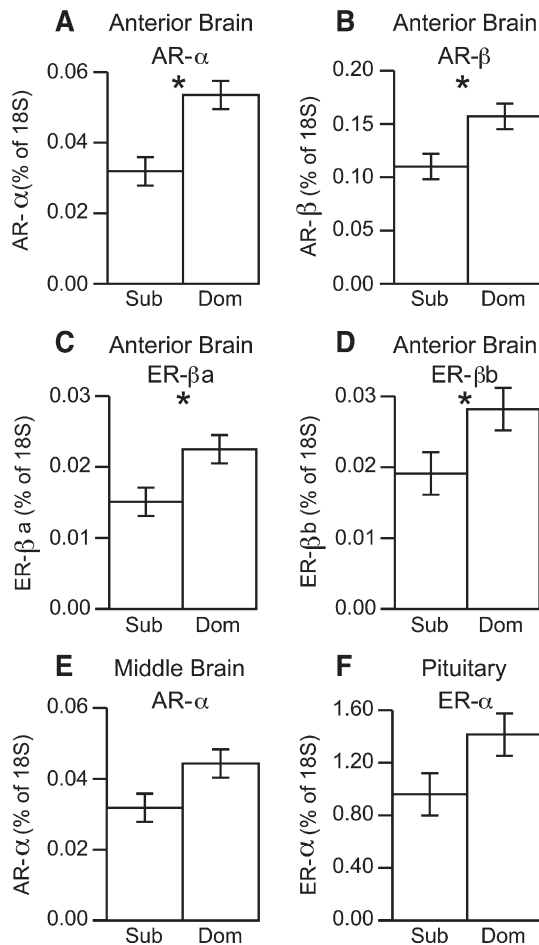 A Anterior Brain
AR-α
*
AR-α(% of 18S)
0.06
0.04
0.02
0.00
Sub Dom
B Anterior Brain
AR-β
*
AR-β (% of 18S)
0.20
0.15
0.10
0.05
0.00
Sub Dom
C Anterior Brain
ER-βa
*
ER-βa (% of 18S)
0.03
0.02
0.01
0.00
Sub Dom
D Anterior Brain
ER-βb
*
ER-βb (% of 18S)
0.03
0.02
0.01
0.00
Sub Dom
E Middle Brain
AR-α
AR-α (% of 18S)
0.06
0.04
0.02
0.00
Sub Dom
F Pituitary
ER-α
ER-α (% of 18S)
1.60
1.20
0.80
0.40
0.00
Sub Dom